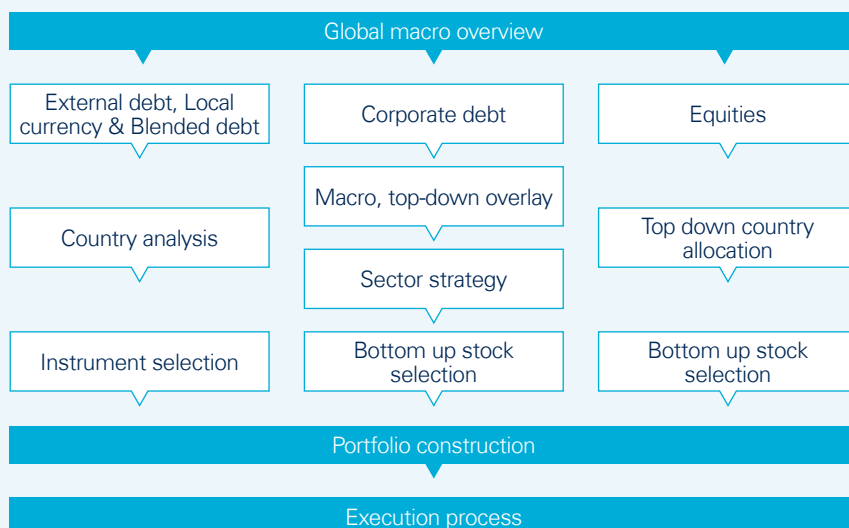 Global macro overview
External debt, Local
currency & Blended debt
Country analysis
Instrument selection
Corporate debt
Macro, top-down overlay
Sector strategy
Bottom up stock
selection
Equities
Top down country
allocation
Bottom up stock
selection
Portfolio construction
Execution process